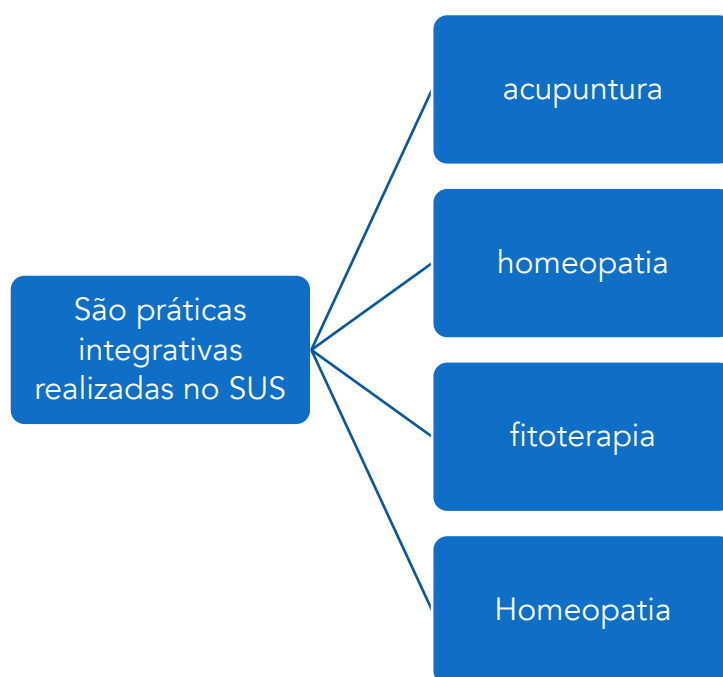 São práticas
integrativas
realizadas no SUS
acupuntura
homeopatia
fitoterapia
Homeopatia